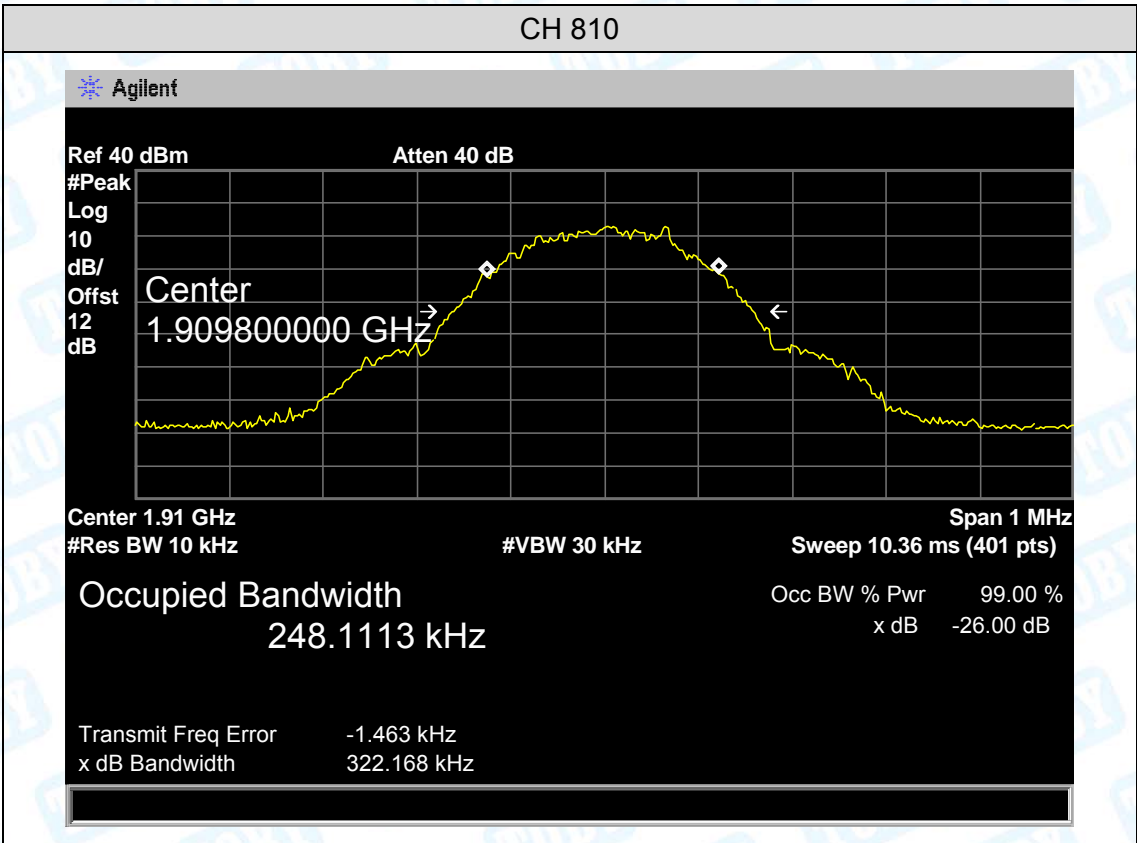 CH 810
Agilent
Ref 40 dBm Atten 40 dB
#Peak
Log
10
dB/
Offst
12
dB
Center
1.909800000 GHz
Center 1.91 GHz Span 1 MHz
#Res BW 10 kHz #VBW 30 kHz Sweep 10.36 ms (401 pts)
Occupied Bandwidth Occ BW % Pwr 99.00 %
248.1113 kHz x dB -26.00 dB
Transmit Freq Error -1.463 kHz
x dB Bandwidth 322.168 kHz
TOBY